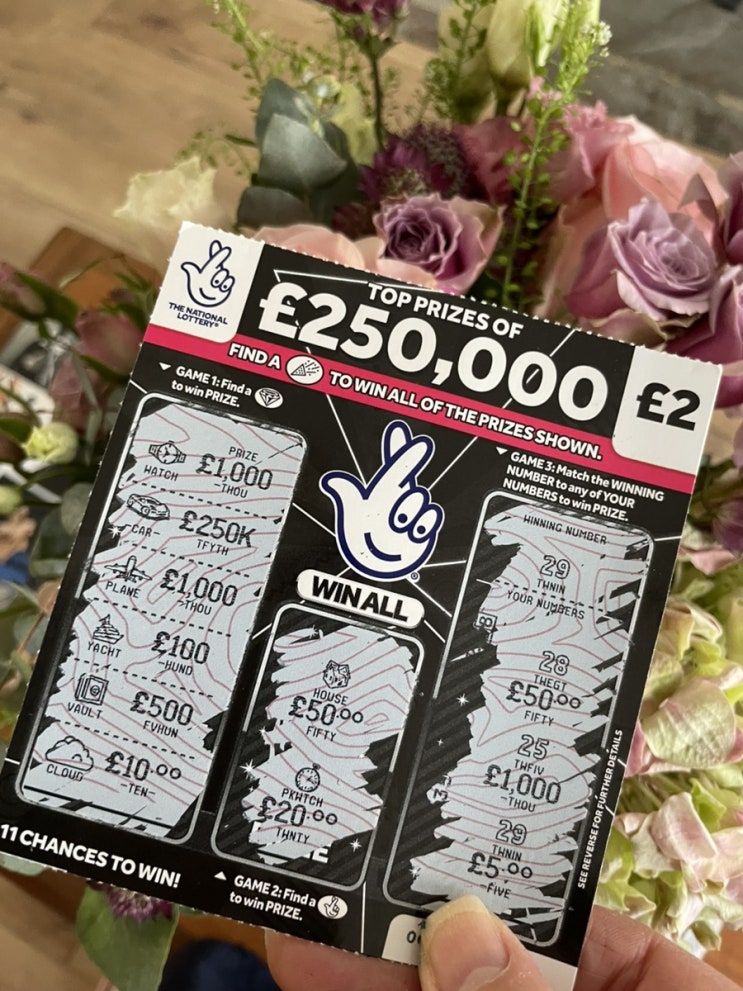 THE NATIONAL
LOTTERY®
TOP PRIZES OF
£250,000
£2
FIND A TO WIN ALL OF THE PRIZES SHOWN.
GAME 1: Find a
to win PRIZE.
PRIZE
WATCH £1,000
THOU
CAR £250K
TFYTH
PLANE £1,000
THOU
YACHT £100
HUND
VAULT £500
FVHUN
CLOUD £10.00
TEN
11 CHANCES TO WIN!
WIN ALL
HOUSE
£50.00
FIFTY
PKWTCH
£20.00
TWNTY
GAME 2: Find a
to win PRIZE.
GAME 3: Match the WINNING
NUMBER to any of YOUR
NUMBERS to win PRIZE.
WINNING NUMBER
29
TWNIN
YOUR NUMBERS
28
TWEGT
£50.00
FIFTY
25
TWFIV
£1,000
THOU
29
TWNIN
£5.00
FIVE
SEE REVERSE FOR FURTHER DETAILS